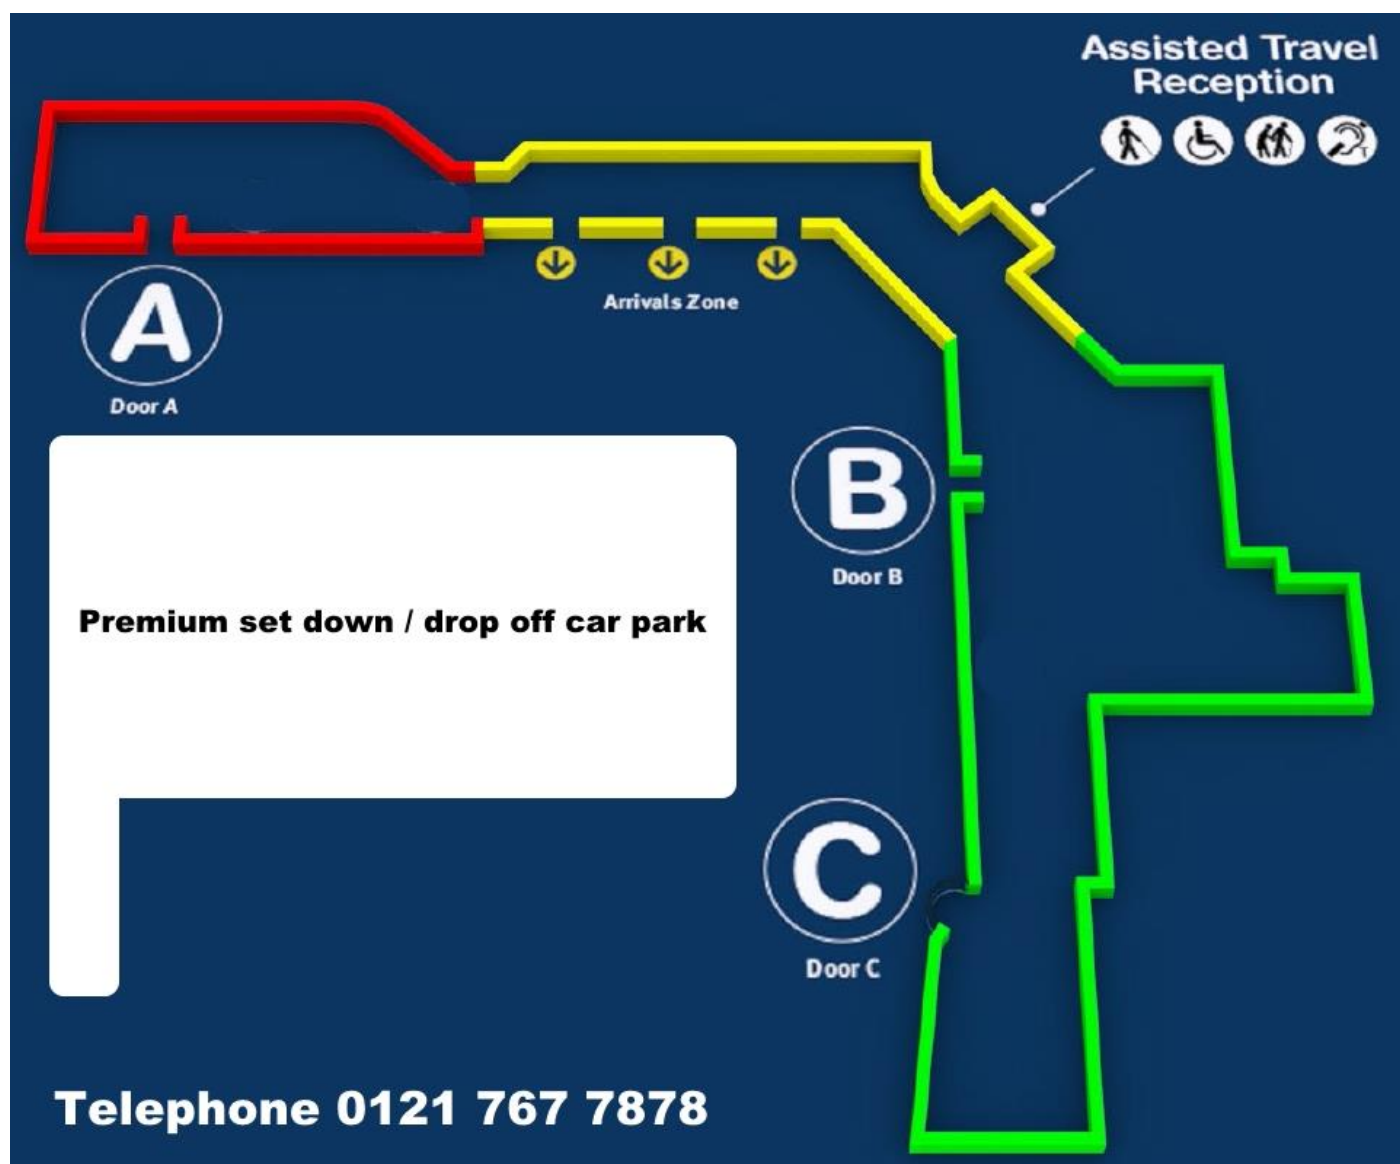 Assisted Travel
Reception
Arrivals Zone
A
Door A
B
Door B
Premium set down / drop off car park
C
Door C
Telephone 0121 767 7878